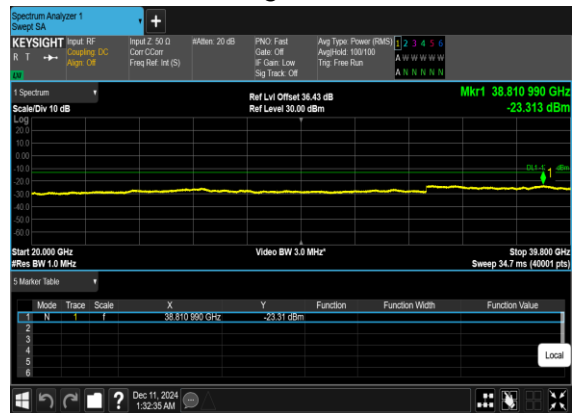 Spectrum Analyzer 1
Swept SA
KEYSIGHT Input: RF Input Z: 50 Ω #Atten: 20 dB PNO: Fast Avg Type: Power (RMS) 1 2 3 4 5 6
R T Coupling: DC Corr CCorr Gate: Off Avg|Hold: 100/100 A W W W W W
Align: Off Freq Ref: Int (S) IF Gain: Low Trig: Free Run
Sig Track: Off A N N N N N
1 Spectrum Ref Lvl Offset 36.43 dB Mkr1 38.810 990 GHz
Scale/Div 10 dB Ref Level 30.00 dBm -23.313 dBm
Log
20.0
10.0
0.00
-10.0
1
-20.0
-30.0
-40.0
-50.0
-60.0
Start 20.000 GHz Video BW 3.0 MHz* Stop 39.800 GHz
#Res BW 1.0 MHz Sweep 34.7 ms (40001 pts)
5 Marker Table
Mode Trace Scale X Y Function Function Width Function Value
1 N 1 f 38.810 990 GHz -23.31 dBm
2
3
4
5
6
Local
? Dec 11, 2024
1:32:35 AM